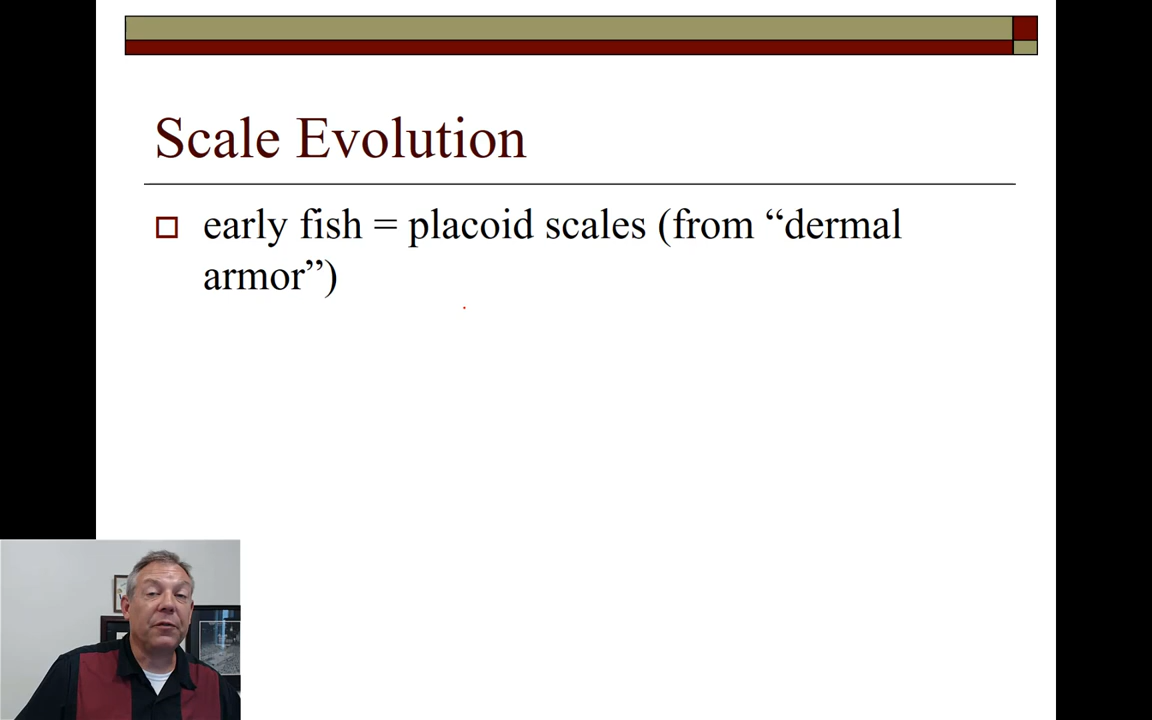 Scale Evolution
early fish = placoid scales (from “dermal
armor”)